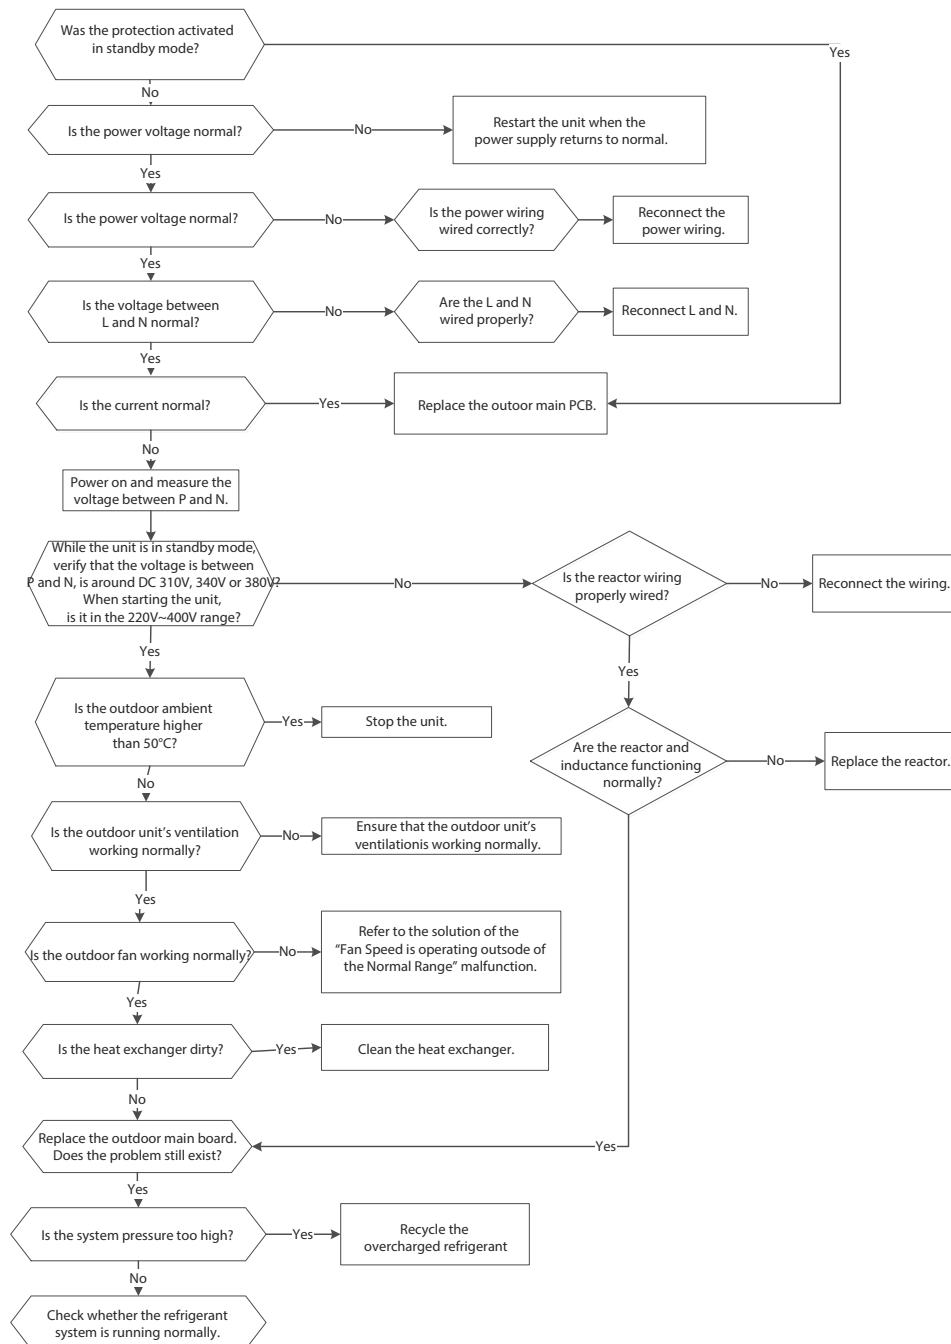 Was the protection activated
in standby mode?
Yes
No
Is the power voltage normal?
No
Restart the unit when the
power supply returns to normal.
Yes
Is the power voltage normal?
No
Is the power wiring
wired correctly?
Reconnect the
power wiring.
Yes
Is the voltage between
L and N normal?
No
Are the L and N
wired properly?
Reconnect L and N.
Yes
Is the current normal?
Yes
Replace the outoor main PCB.
No
Power on and measure the
voltage between P and N.
While the unit is in standby mode,
verify that the voltage is between
P and N, is around DC 310V, 340V or 380V?
When starting the unit,
is it in the 220V~400V range?
No
Is the reactor wiring
properly wired?
No
Reconnect the wiring.
Yes
Yes
Is the outdoor ambient
temperature higher
than 50°C?
Yes
Stop the unit.
Are the reactor and
inductance functioning
normally?
No
Replace the reactor.
No
Is the outdoor unit's ventilation
working normally?
No
Ensure that the outdoor unit's
ventilationis working normally.
Yes
Is the outdoor fan working normally?
No
Refer to the solution of the
“Fan Speed is operating outsode of
the Normal Range” malfunction.
Yes
Is the heat exchanger dirty?
Yes
Clean the heat exchanger.
No
Replace the outdoor main board.
Does the problem still exist?
Yes
Yes
Is the system pressure too high?
Yes
Recycle the
overcharged refrigerant
No
Check whether the refrigerant
system is running normally.